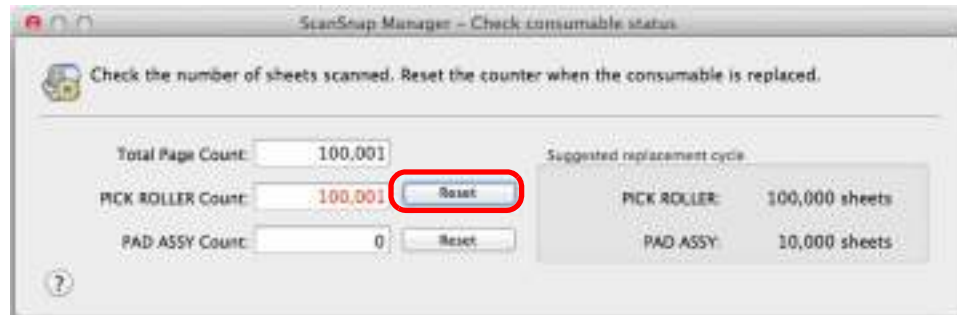 ScanSnap Manager – Check consumable status
Check the number of sheets scanned. Reset the counter when the consumable is replaced.
Total Page Count: 100,001
Suggested replacement cycle
PICK ROLLER Count: 100,001 Reset
PICK ROLLER: 100,000 sheets
PAD ASSY Count: 0 Reset
PAD ASSY: 10,000 sheets
?